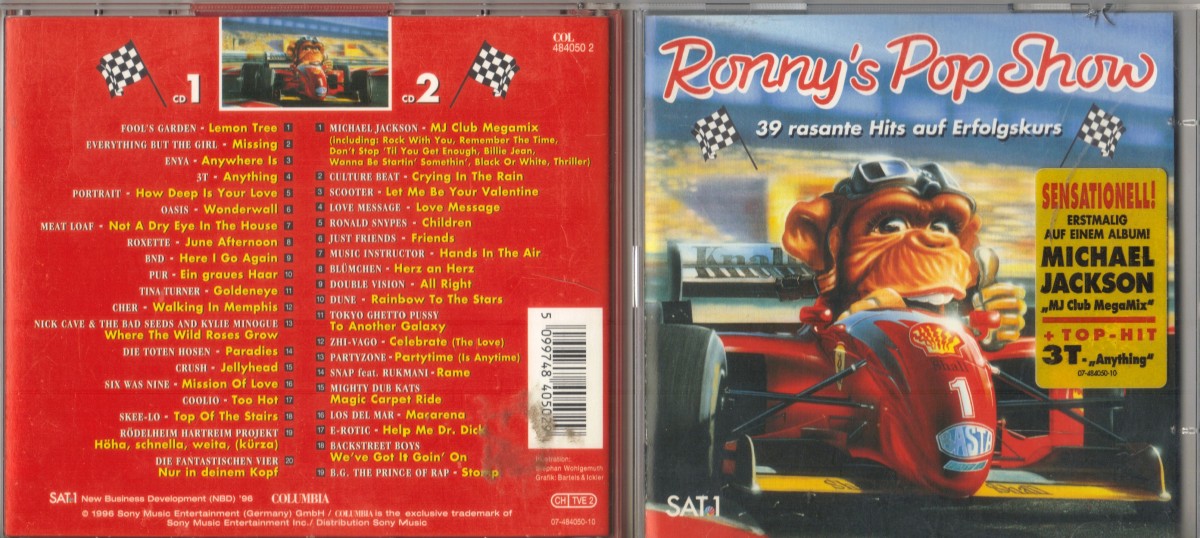 COL
484050 2
CD 1
CD 2
FOOL'S GARDEN - Lemon Tree 1
EVERYTHING BUT THE GIRL - Missing 2
ENYA - Anywhere Is 3
3T - Anything 4
PORTRAIT - How Deep Is Your Love 5
OASIS - Wonderwall 6
MEAT LOAF - Not A Dry Eye In The House 7
ROXETTE - June Afternoon 8
BND - Here I Go Again 9
PUR - Ein graues Haar 10
TINA TURNER - Goldeneye 11
CHER - Walking In Memphis 12
NICK CAVE & THE BAD SEEDS AND KYLIE MINOGUE 13
Where The Wild Roses Grow
DIE TOTEN HOSEN - Paradies 14
CRUSH - Jellyhead 15
SIX WAS NINE - Mission Of Love 16
COOLIO - Too Hot 17
SKEE-LO - Top Of The Stairs 18
RÖDELHEIM HARTREIM PROJEKT 19
Höha, schnella, weita, (kürza)
DIE FANTASTISCHEN VIER 20
Nur in deinem Kopf
1 MICHAEL JACKSON - MJ Club Megamix
(including: Rock With You, Remember The Time,
Don't Stop 'Til You Get Enough, Billie Jean,
Wanna Be Startin' Somethin', Black Or White, Thriller)
2 CULTURE BEAT - Crying In The Rain
3 SCOOTER - Let Me Be Your Valentine
4 LOVE MESSAGE - Love Message
5 RONALD SNYPES - Children
6 JUST FRIENDS - Friends
7 MUSIC INSTRUCTOR - Hands In The Air
8 BLÜMCHEN - Herz an Herz
9 DOUBLE VISION - All Right
10 DUNE - Rainbow To The Stars
11 TOKYO GHETTO PUSSY
To Another Galaxy
12 ZHI-VAGO - Celebrate (The Love)
13 PARTYZONE - Partytime (Is Anytime)
14 SNAP feat. RUKMANI - Rame
15 MIGHTY DUB KATS
Magic Carpet Ride
16 LOS DEL MAR - Macarena
17 E-ROTIC - Help Me Dr. Dick
18 BACKSTREET BOYS
We've Got It Goin' On
19 B.G. THE PRINCE OF RAP - Stomp
5 099748 40502
Illustration:
Stephan Wohlgemuth
Grafik: Bartels & Ickler
CH TVE 2
07-484050-10
SAT.1 New Business Development (NBD) '96 COLUMBIA
© 1996 Sony Music Entertainment (Germany) GmbH / COLUMBIA is the exclusive trademark of
Sony Music Entertainment Inc./ Distribution Sony Music
Ronny's Pop Show
39 rasante Hits auf Erfolgskurs
SENSATIONELL!
ERSTMALIG
AUF EINEM ALBUM!
MICHAEL
JACKSON
„MJ Club MegaMix"
+ TOP-HIT
3T-„Anything"
07-484050-10
Knall
1
SAT.1